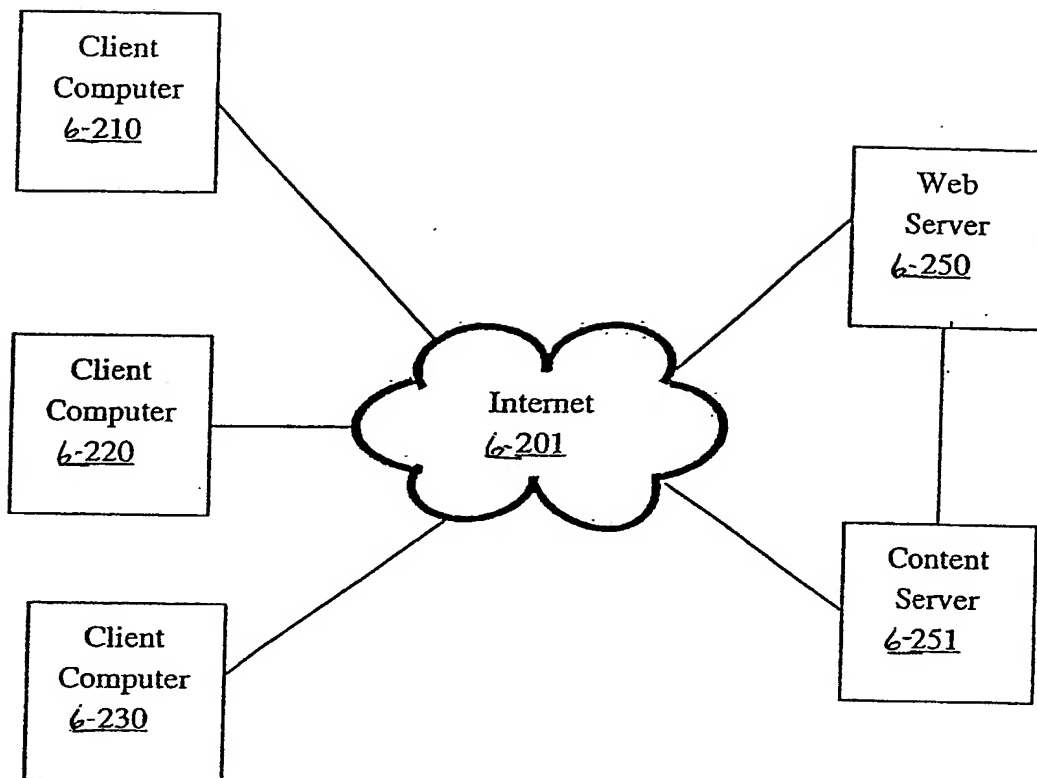 Client
Computer
6-210
Client
Computer
6-220
Client
Computer
6-230
Internet
6-201
Web
Server
6-250
Content
Server
6-251